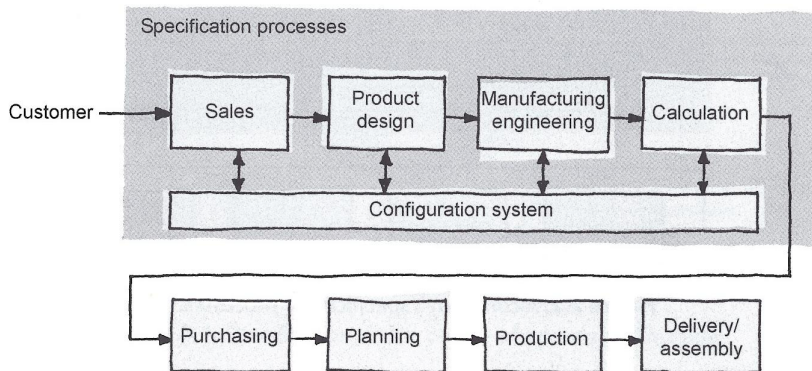 Specification processes
Customer
Sales
Product
design
Manufacturing
engineering
Calculation
Configuration system
Purchasing
Planning
Production
Delivery/
assembly